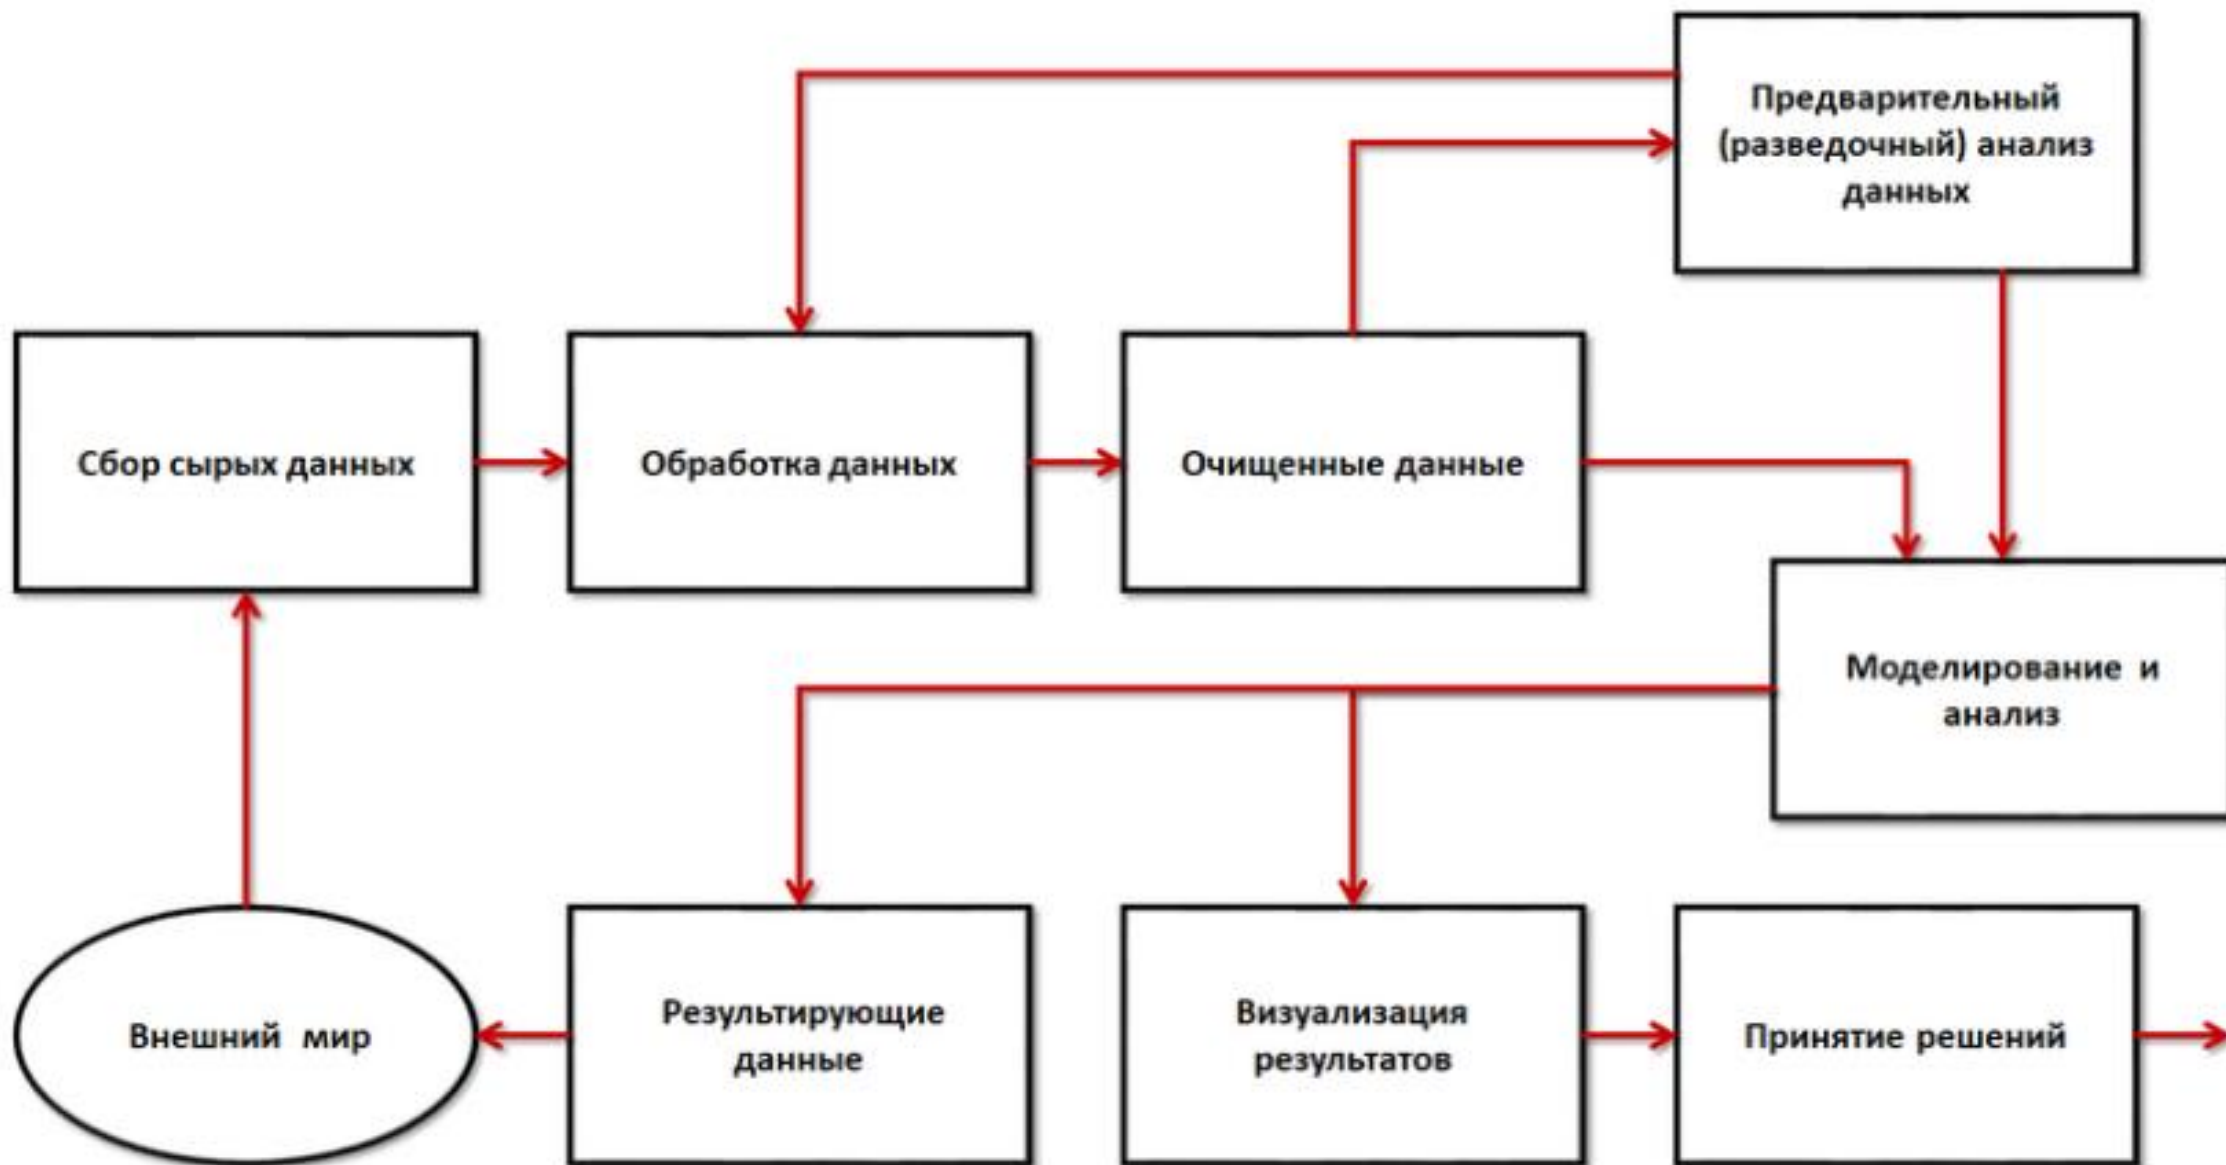 Предварительный
(разведочный) анализ
данных
Сбор сырых данных
Обработка данных
Очищенные данные
Моделирование и
анализ
Внешний мир
Результирующие
данные
Визуализация
результатов
Принятие решений